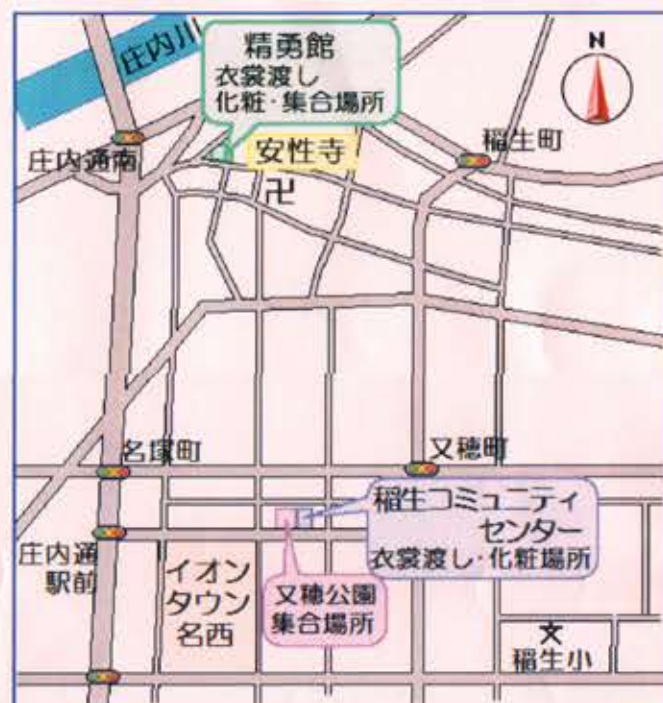 庄内川
精勇館
衣裳渡し
化粧・集合場所
N
庄内通南
安性寺
卍
稲生町
名塚町
又穂町
稲生コミュニティ
センター
衣裳渡し・化粧場所
庄内通
駅前
イオン
タウン
名西
又穂公園
集合場所
稲生小